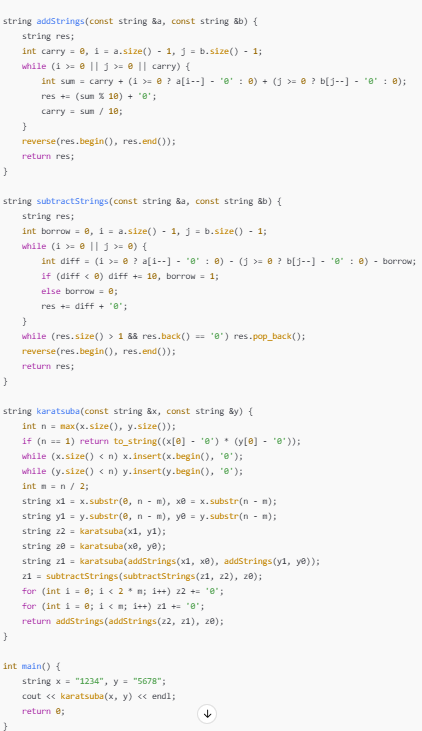 string addStrings(const string &a, const string &b) {
    string res;
    int carry = 0, i = a.size() - 1, j = b.size() - 1;
    while (i >= 0 || j >= 0 || carry) {
        int sum = carry + (i >= 0 ? a[i--] - '0' : 0) + (j >= 0 ? b[j--] - '0' : 0);
        res += (sum % 10) + '0';
        carry = sum / 10;
    }
    reverse(res.begin(), res.end());
    return res;
}

string subtractStrings(const string &a, const string &b) {
    string res;
    int borrow = 0, i = a.size() - 1, j = b.size() - 1;
    while (i >= 0 || j >= 0) {
        int diff = (i >= 0 ? a[i--] - '0' : 0) - (j >= 0 ? b[j--] - '0' : 0) - borrow;
        if (diff < 0) diff += 10, borrow = 1;
        else borrow = 0;
        res += diff + '0';
    }
    while (res.size() > 1 && res.back() == '0') res.pop_back();
    reverse(res.begin(), res.end());
    return res;
}

string karatsuba(const string &x, const string &y) {
    int n = max(x.size(), y.size());
    if (n == 1) return to_string((x[0] - '0') * (y[0] - '0'));
    while (x.size() < n) x.insert(x.begin(), '0');
    while (y.size() < n) y.insert(y.begin(), '0');
    int m = n / 2;
    string x1 = x.substr(0, n - m), x0 = x.substr(n - m);
    string y1 = y.substr(0, n - m), y0 = y.substr(n - m);
    string z2 = karatsuba(x1, y1);
    string z0 = karatsuba(x0, y0);
    string z1 = karatsuba(addStrings(x1, x0), addStrings(y1, y0));
    z1 = subtractStrings(subtractStrings(z1, z2), z0);
    for (int i = 0; i < 2 * m; i++) z2 += '0';
    for (int i = 0; i < m; i++) z1 += '0';
    return addStrings(addStrings(z2, z1), z0);
}

int main() {
    string x = "1234", y = "5678";
    cout << karatsuba(x, y) << endl;
    return 0;
}